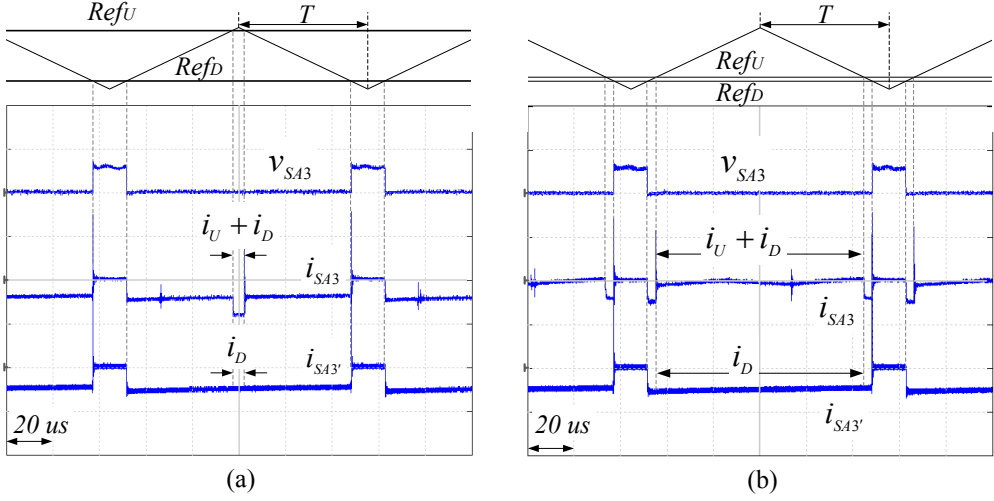 RefU
T
RefD
vSA3
iU + iD
iSA3
iD
iSA3'
20 us
(a)
T
RefU
RefD
vSA3
iU + iD
iSA3
iD
iSA3'
20 us
(b)